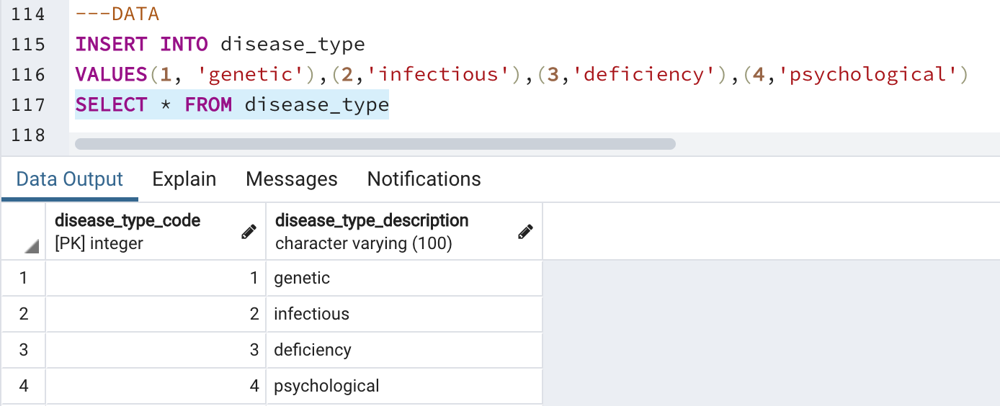 114 ---DATA
115 INSERT INTO disease_type
116 VALUES(1, 'genetic'),(2,'infectious'),(3,'deficiency'),(4,'psychological')
117 SELECT * FROM disease_type
118
Data Output Explain Messages Notifications
disease_type_code disease_type_description
[PK] integer character varying (100)
1 1 genetic
2 2 infectious
3 3 deficiency
4 4 psychological